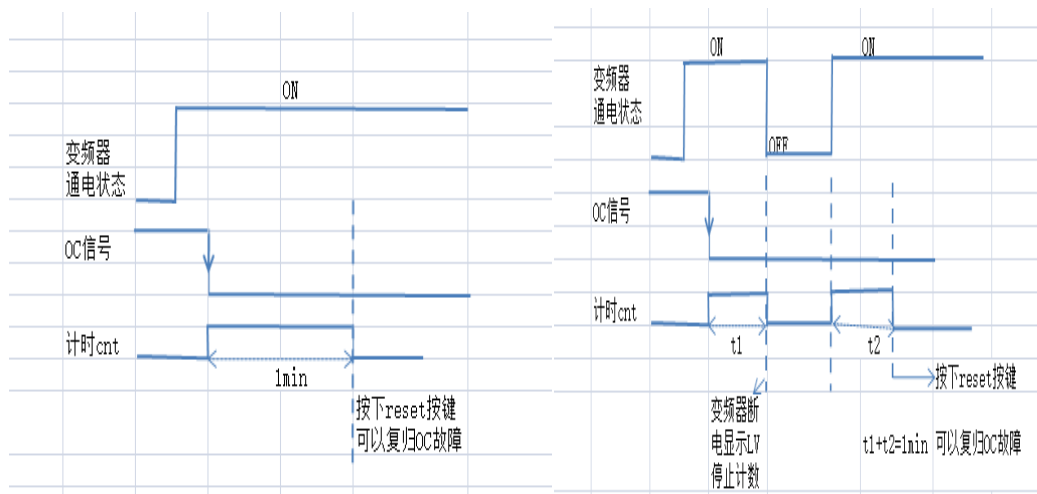 ON
变频器
通电状态
OC信号
计时cnt
1min
按下reset按键
可以复归OC故障
ON
ON
变频器
通电状态
OFF
OC信号
计时cnt
t1
t2
按下reset按键
变频器断
电显示LV
停止计数
t1+t2=1min 可以复归OC故障